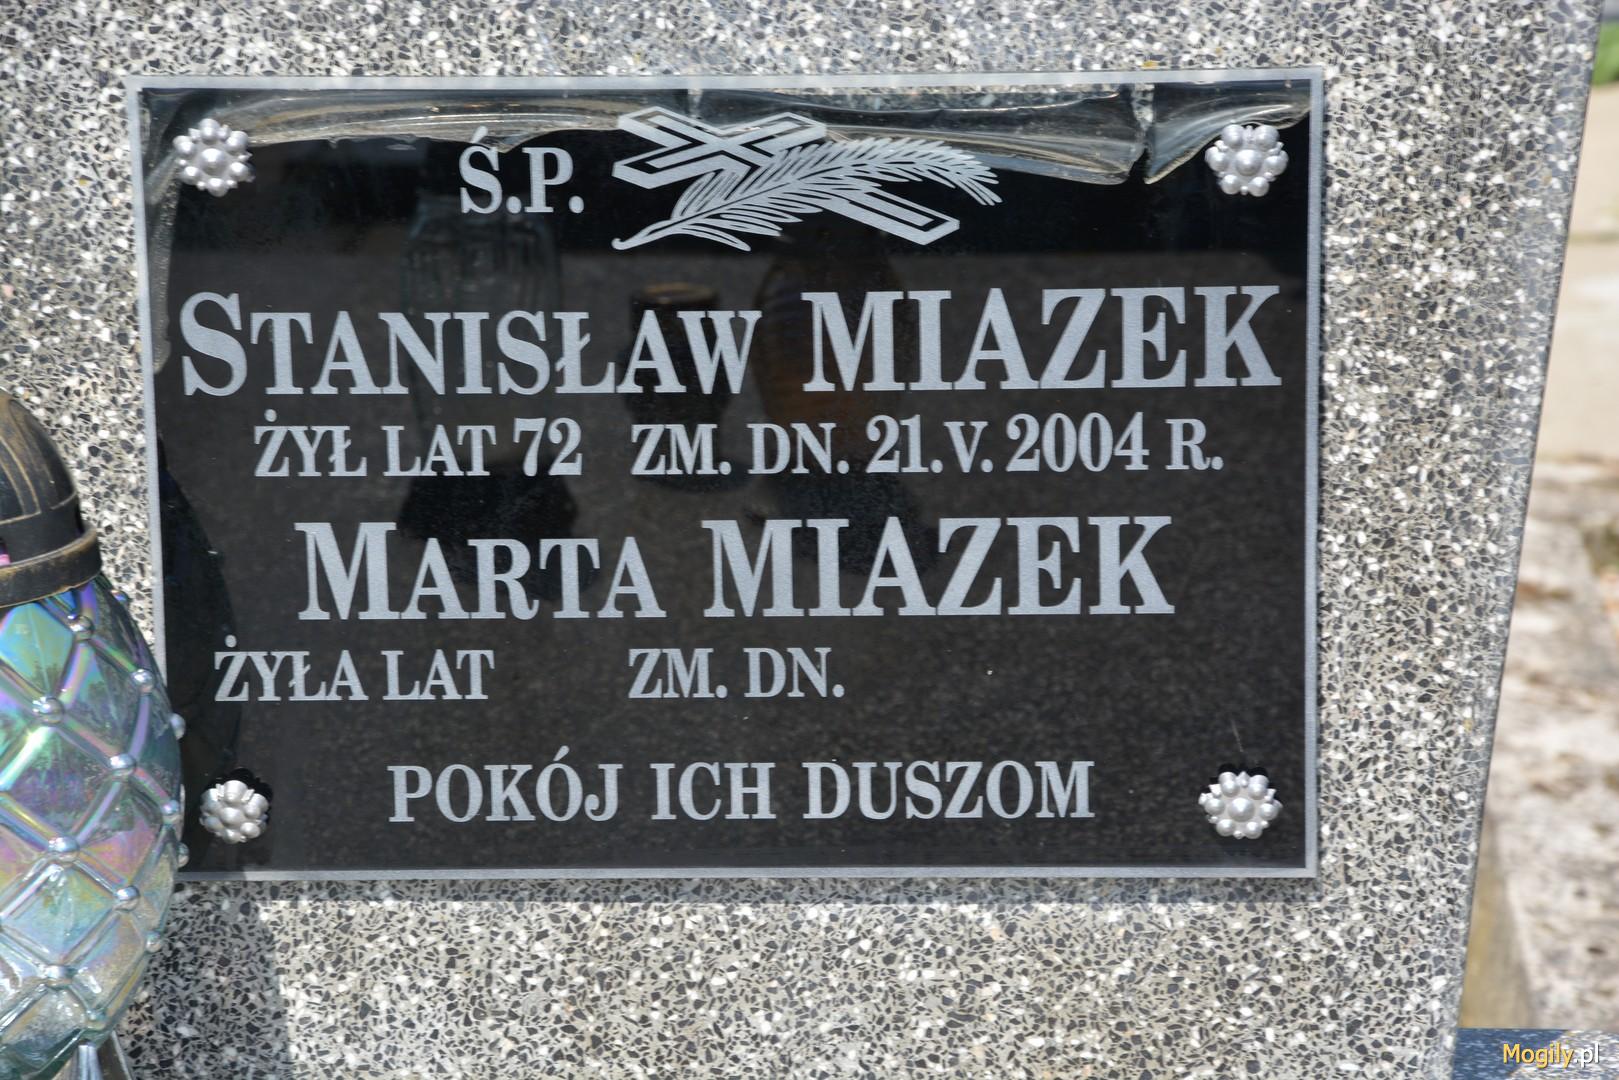 Ś.P.
STANISŁAW MIAZEK
ŻYŁ LAT 72 ZM. DN. 21.V. 2004 R.
MARTA MIAZEK
ŻYŁA LAT ZM. DN.
POKÓJ ICH DUSZOM
Mogily.pl